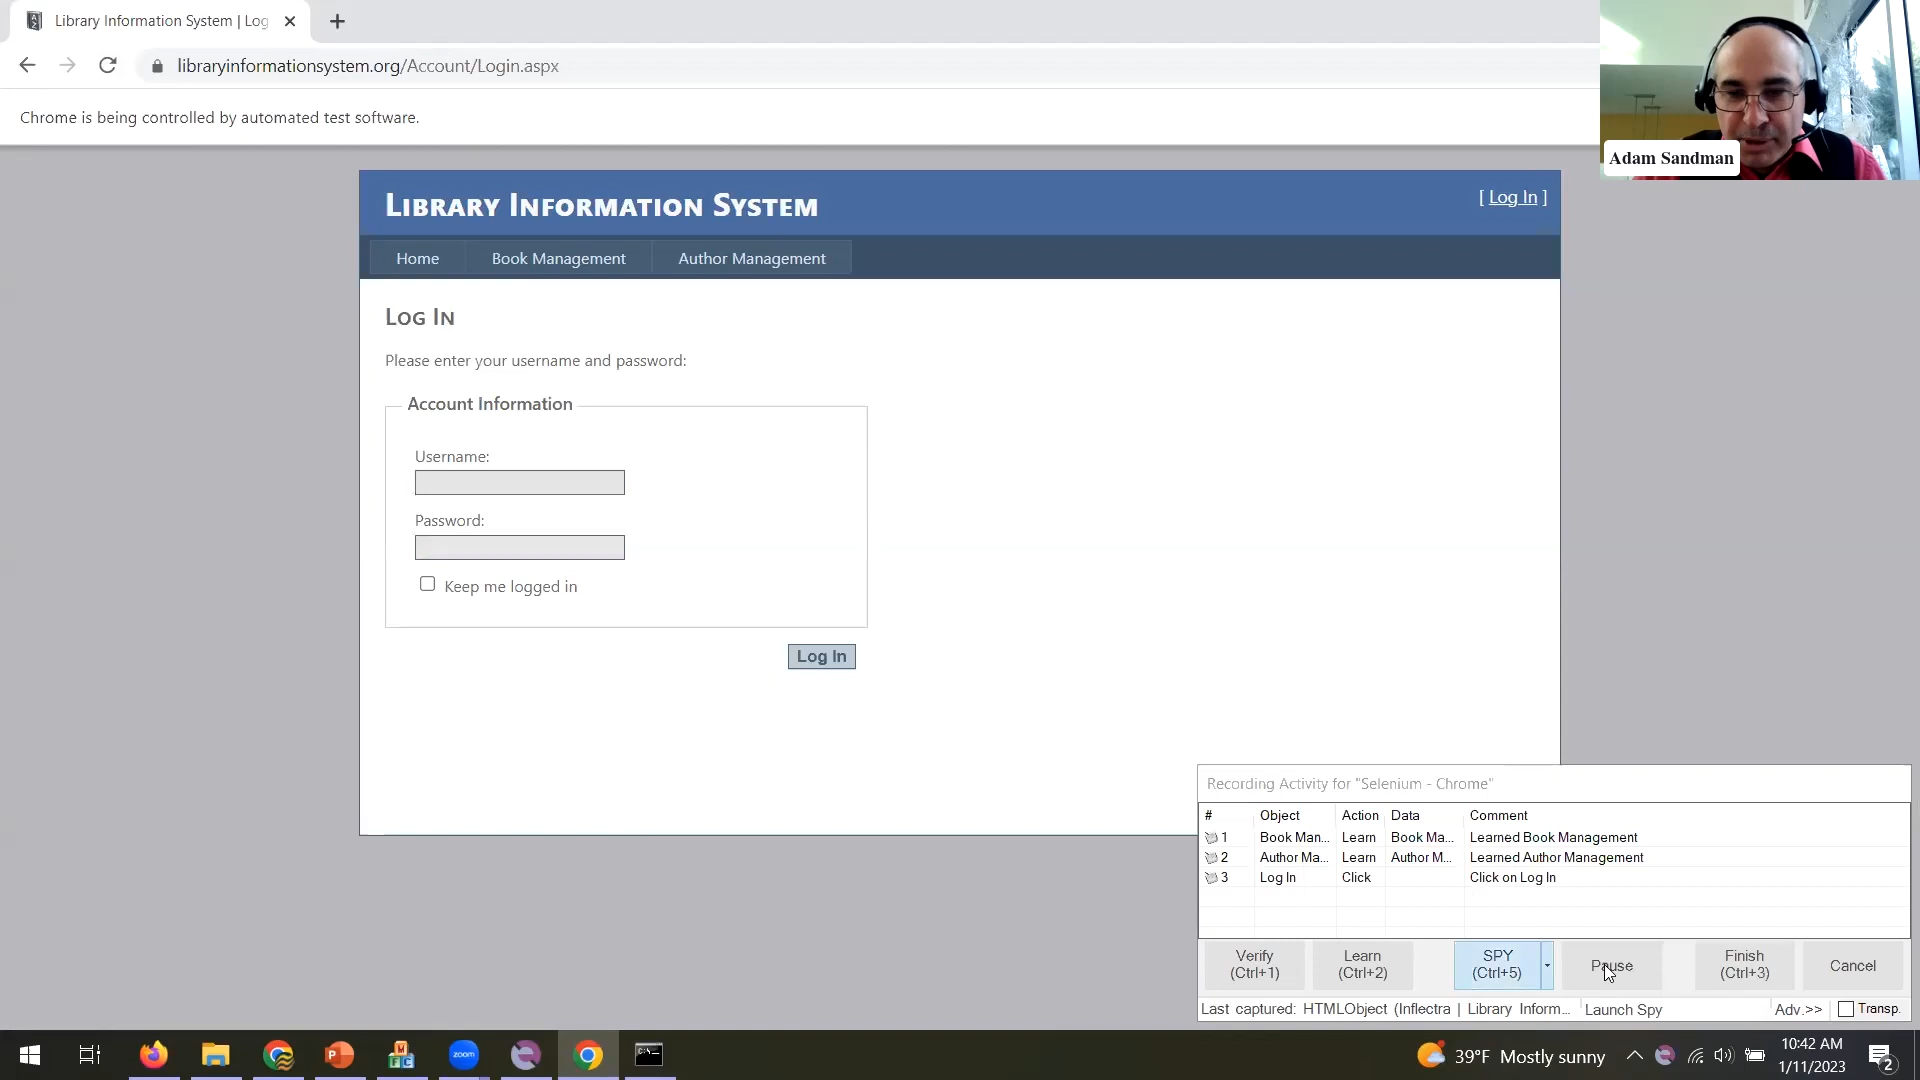 Library Information System | Log
libraryinformationsystem.org/Account/Login.aspx
Chrome is being controlled by automated test software.
Adam Sandman
Library Information System
[ Log In ]
Home
Book Management
Author Management
Log In
Please enter your username and password:
Account Information
Username:
Password:
Keep me logged in
Log In
Recording Activity for "Selenium - Chrome"
# Object Action Data Comment
1 Book Man... Learn Book Ma... Learned Book Management
2 Author Ma... Learn Author M... Learned Author Management
3 Log In Click Click on Log In
Verify
(Ctrl+1)
Learn
(Ctrl+2)
SPY
(Ctrl+5)
Pause
Finish
(Ctrl+3)
Cancel
Last captured: HTMLObject (Inflectra | Library Inform...
Launch Spy
Adv.>>
Transp.
zoom
39°F Mostly sunny
10:42 AM
1/11/2023
2